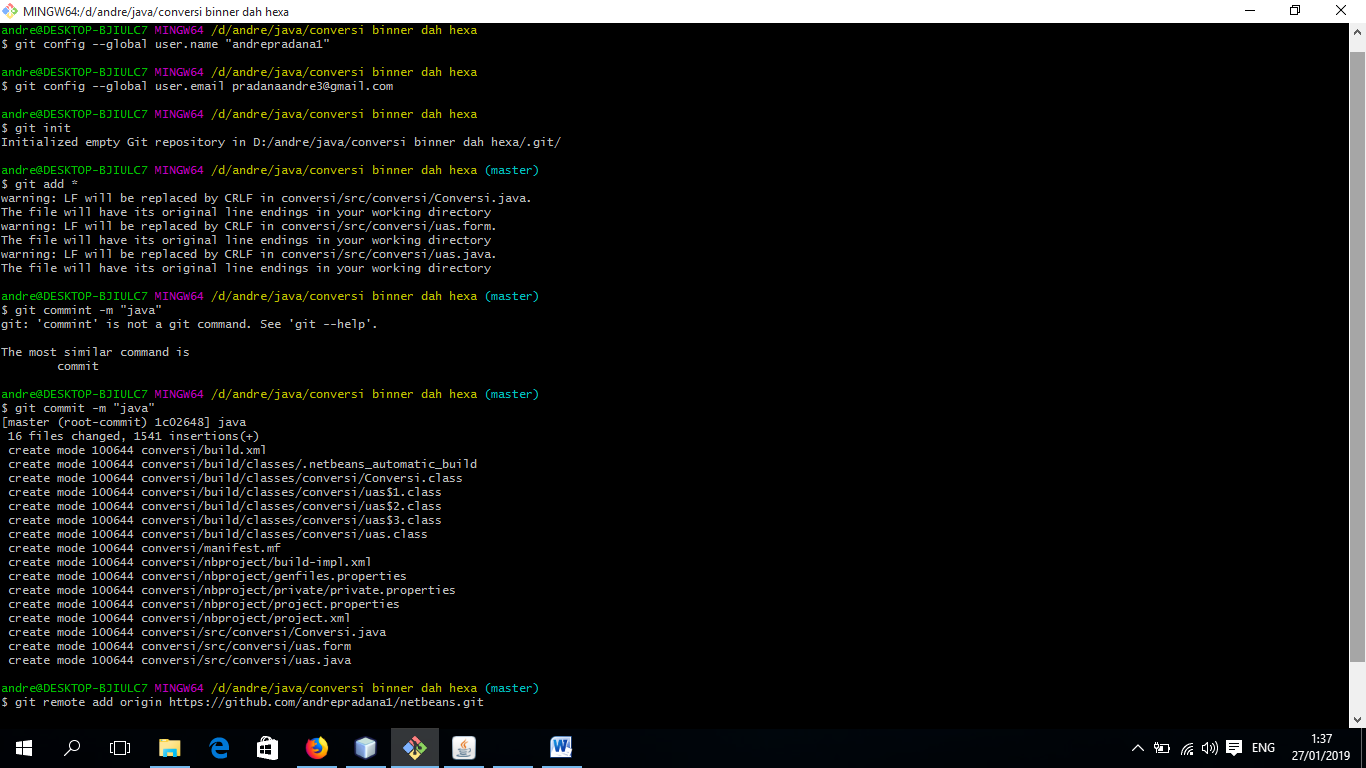 MINGW64:/d/andre/java/conversi binner dah hexa
andre@DESKTOP-BJIULC7 MINGW64 /d/andre/java/conversi binner dah hexa
$ git config --global user.name "andrepradana1"
andre@DESKTOP-BJIULC7 MINGW64 /d/andre/java/conversi binner dah hexa
$ git config --global user.email pradanaandre3@gmail.com
andre@DESKTOP-BJIULC7 MINGW64 /d/andre/java/conversi binner dah hexa
$ git init
Initialized empty Git repository in D:/andre/java/conversi binner dah hexa/.git/
andre@DESKTOP-BJIULC7 MINGW64 /d/andre/java/conversi binner dah hexa (master)
$ git add *
warning: LF will be replaced by CRLF in conversi/src/conversi/Conversi.java.
The file will have its original line endings in your working directory
warning: LF will be replaced by CRLF in conversi/src/conversi/uas.form.
The file will have its original line endings in your working directory
warning: LF will be replaced by CRLF in conversi/src/conversi/uas.java.
The file will have its original line endings in your working directory
andre@DESKTOP-BJIULC7 MINGW64 /d/andre/java/conversi binner dah hexa (master)
$ git commint -m "java"
git: 'commint' is not a git command. See 'git --help'.
The most similar command is
commit
andre@DESKTOP-BJIULC7 MINGW64 /d/andre/java/conversi binner dah hexa (master)
$ git commit -m "java"
[master (root-commit) 1c02648] java
16 files changed, 1541 insertions(+)
create mode 100644 conversi/build.xml
create mode 100644 conversi/build/classes/.netbeans_automatic_build
create mode 100644 conversi/build/classes/conversi/Conversi.class
create mode 100644 conversi/build/classes/conversi/uas$1.class
create mode 100644 conversi/build/classes/conversi/uas$2.class
create mode 100644 conversi/build/classes/conversi/uas$3.class
create mode 100644 conversi/build/classes/conversi/uas.class
create mode 100644 conversi/manifest.mf
create mode 100644 conversi/nbproject/build-impl.xml
create mode 100644 conversi/nbproject/genfiles.properties
create mode 100644 conversi/nbproject/private/private.properties
create mode 100644 conversi/nbproject/project.properties
create mode 100644 conversi/nbproject/project.xml
create mode 100644 conversi/src/conversi/Conversi.java
create mode 100644 conversi/src/conversi/uas.form
create mode 100644 conversi/src/conversi/uas.java
andre@DESKTOP-BJIULC7 MINGW64 /d/andre/java/conversi binner dah hexa (master)
$ git remote add origin https://github.com/andrepradana1/netbeans.git
ENG
1:37
27/01/2019